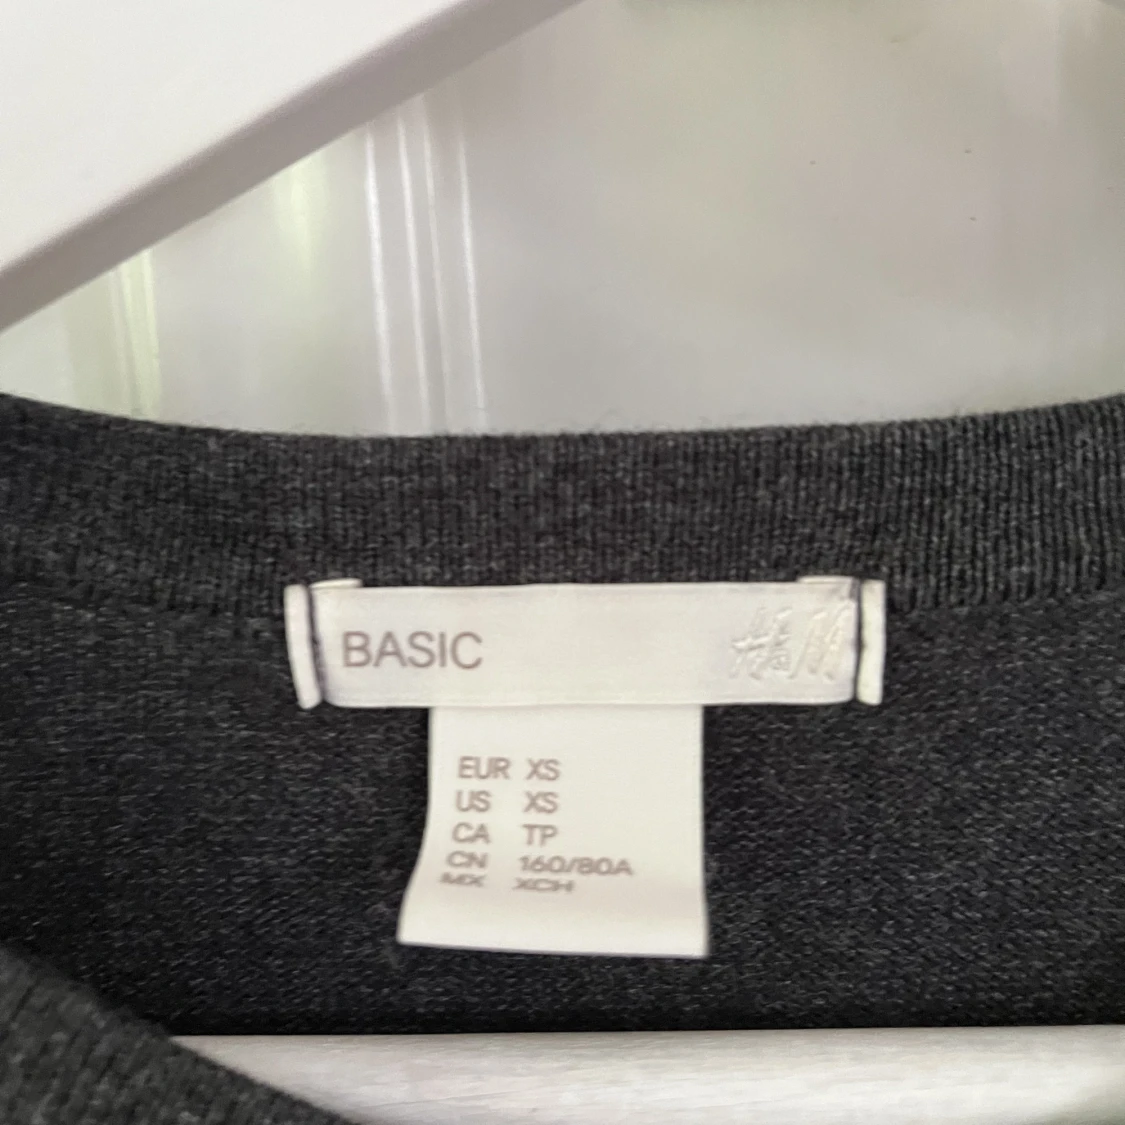 BASIC H&M
EUR XS
US XS
CA TP
CN 160/80A
MX XCH